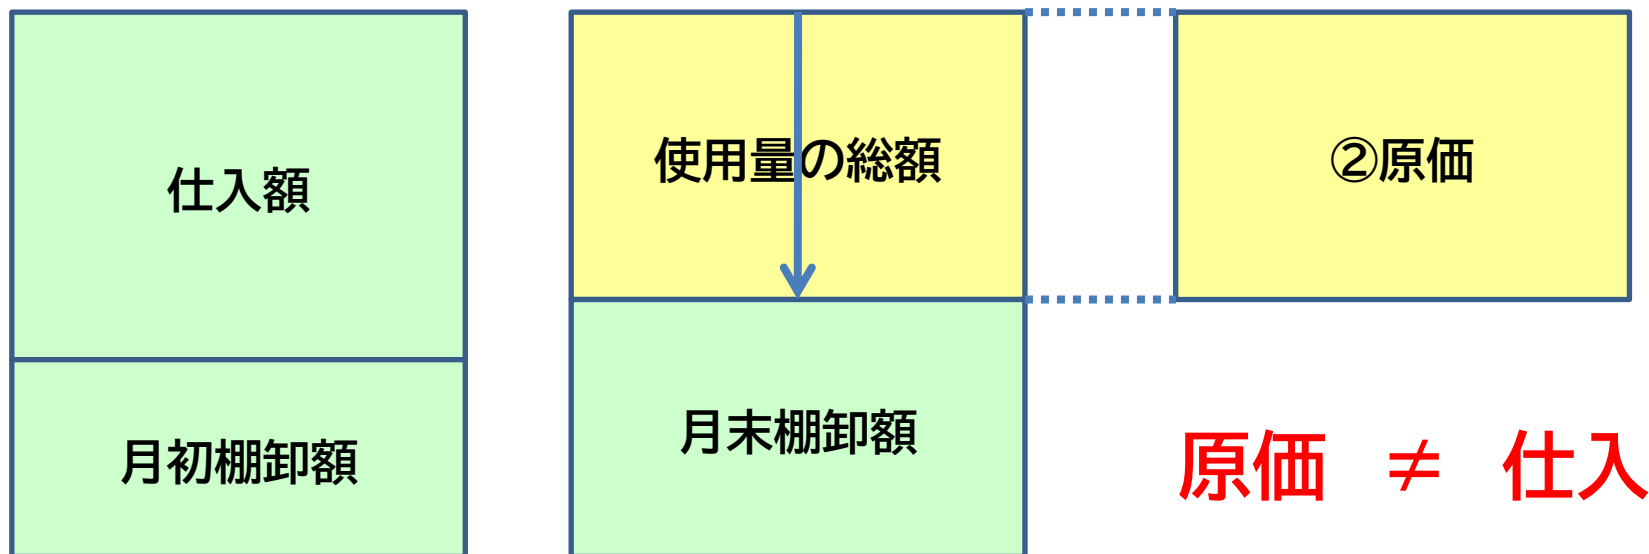 仕入額
月初棚卸額
使用量の総額
月末棚卸額
②原価
原価 ≠ 仕入